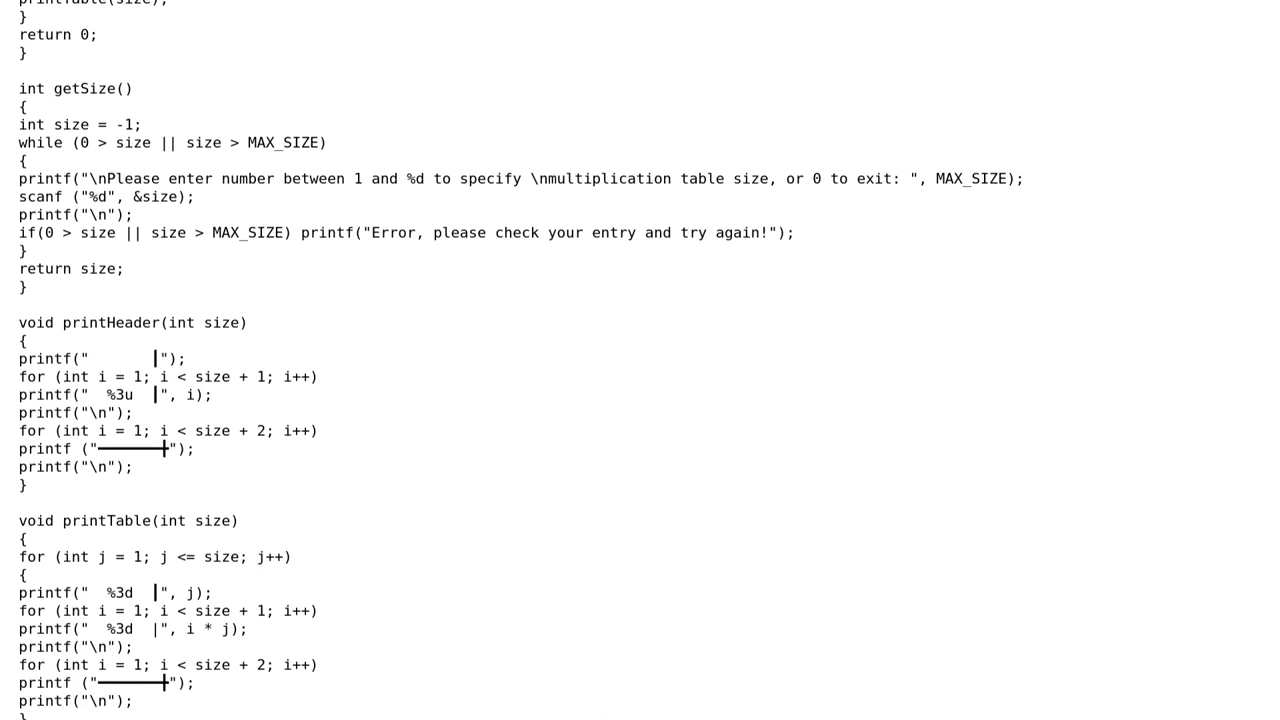 printTable(size);
}
return 0;
}

int getSize()
{
int size = -1;
while (0 > size || size > MAX_SIZE)
{
printf("\nPlease enter number between 1 and %d to specify \nmultiplication table size, or 0 to exit: ", MAX_SIZE);
scanf ("%d", &size);
printf("\n");
if(0 > size || size > MAX_SIZE) printf("Error, please check your entry and try again!");
}
return size;
}

void printHeader(int size)
{
printf("       ┃");
for (int i = 1; i < size + 1; i++)
printf("  %3u  ┃", i);
printf("\n");
for (int i = 1; i < size + 2; i++)
printf ("━━━━━━━╋");
printf("\n");
}

void printTable(int size)
{
for (int j = 1; j <= size; j++)
{
printf("  %3d  ┃", j);
for (int i = 1; i < size + 1; i++)
printf("  %3d  |", i * j);
printf("\n");
for (int i = 1; i < size + 2; i++)
printf ("━━━━━━━╋");
printf("\n");
}